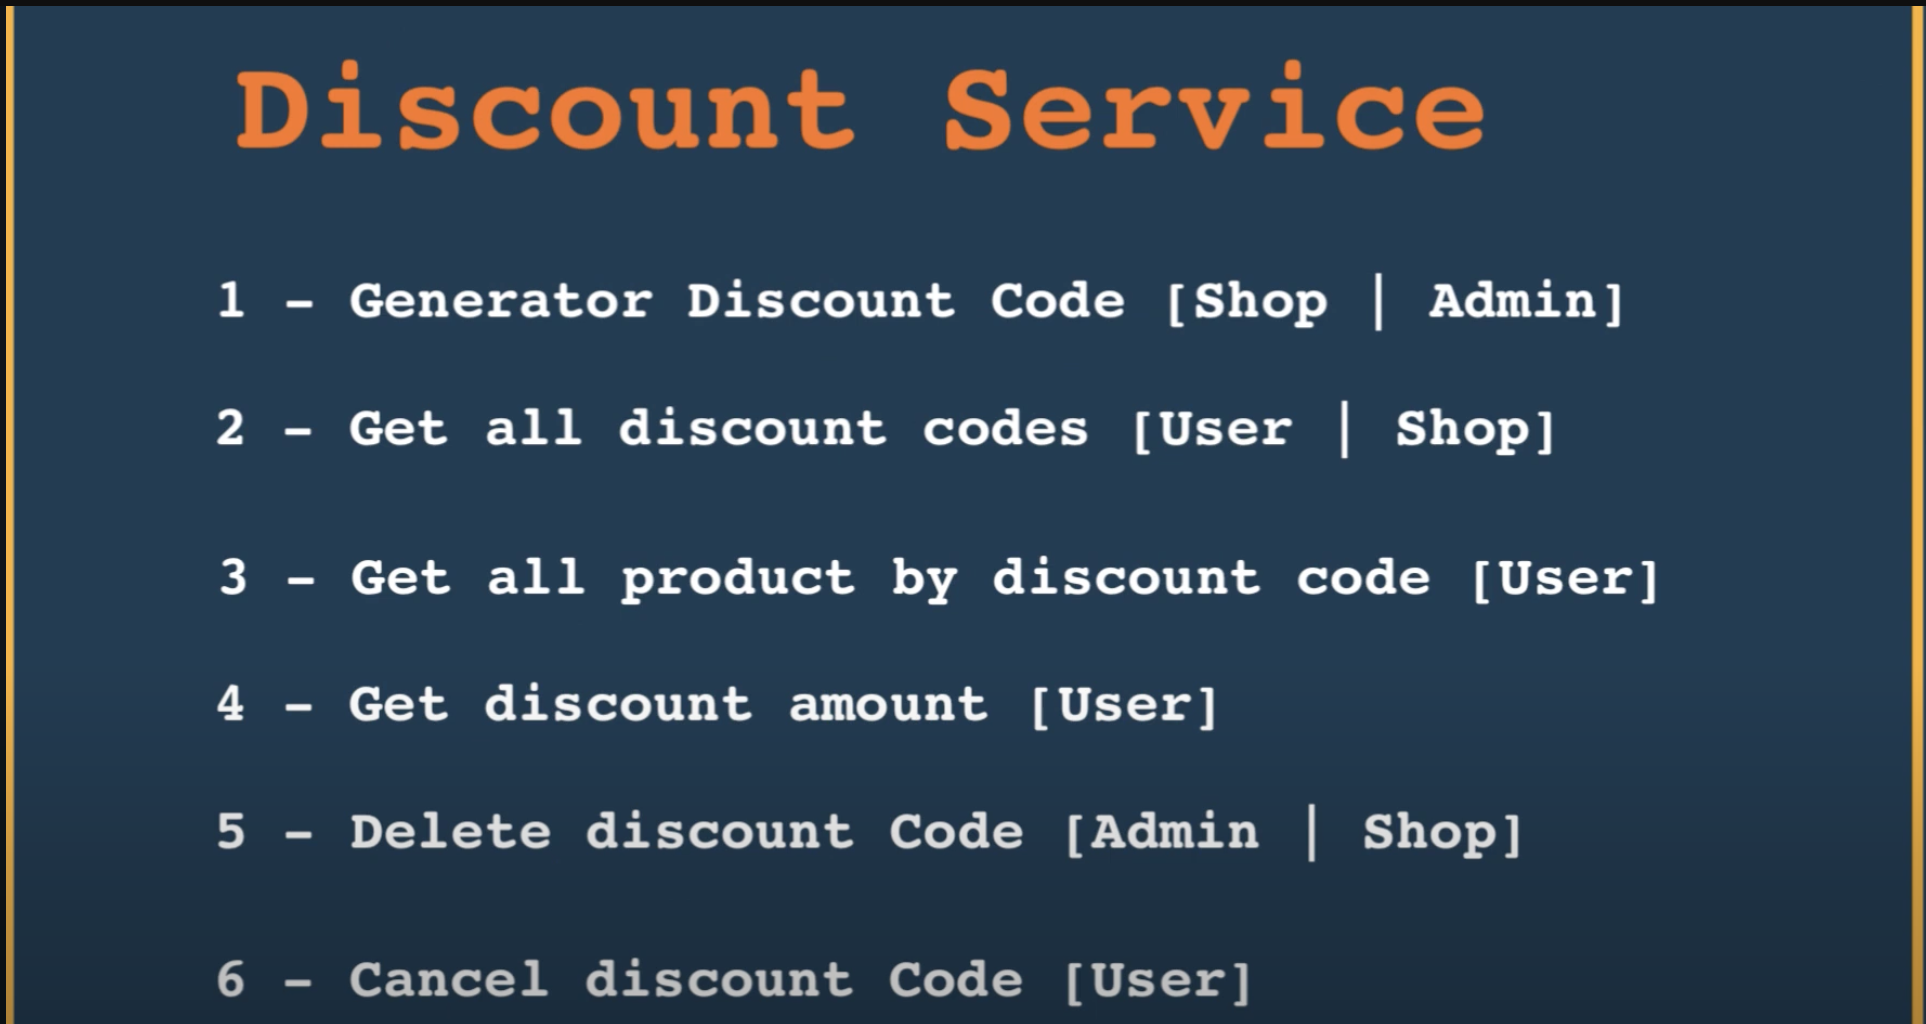 Discount Service
1 - Generator Discount Code [Shop | Admin]
2 - Get all discount codes [User | Shop]
3 - Get all product by discount code [User]
4 - Get discount amount [User]
5 - Delete discount Code [Admin | Shop]
6 - Cancel discount Code [User]